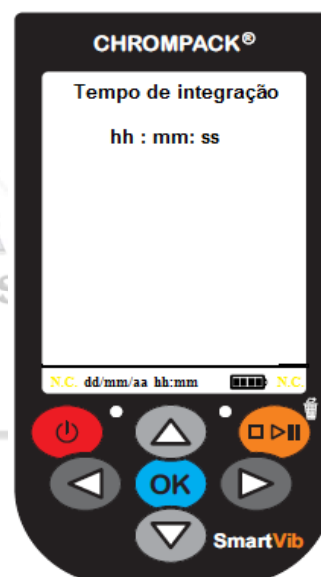 CHROMPACK®
Tempo de integração
hh : mm: ss
N.C. dd/mm/aa hh:mm N.C.
OK
SmartVib